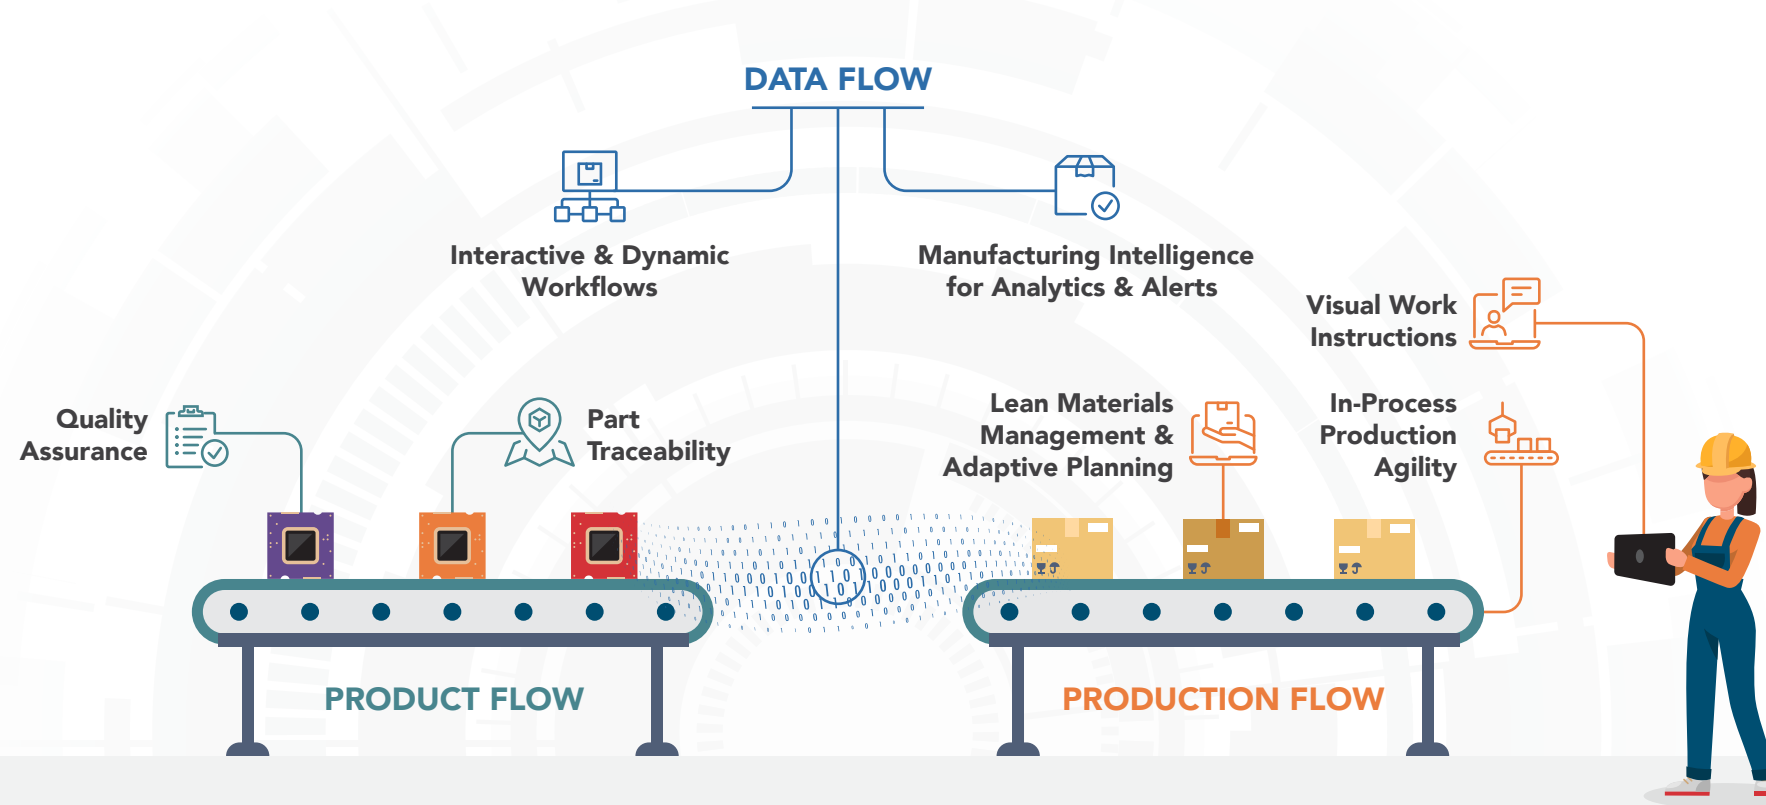 DATA FLOW
Interactive & Dynamic
Workflows
Manufacturing Intelligence
for Analytics & Alerts
Visual Work
Instructions
Quality
Assurance
Part
Traceability
Lean Materials
Management &
Adaptive Planning
In-Process
Production
Agility
PRODUCT FLOW
PRODUCTION FLOW